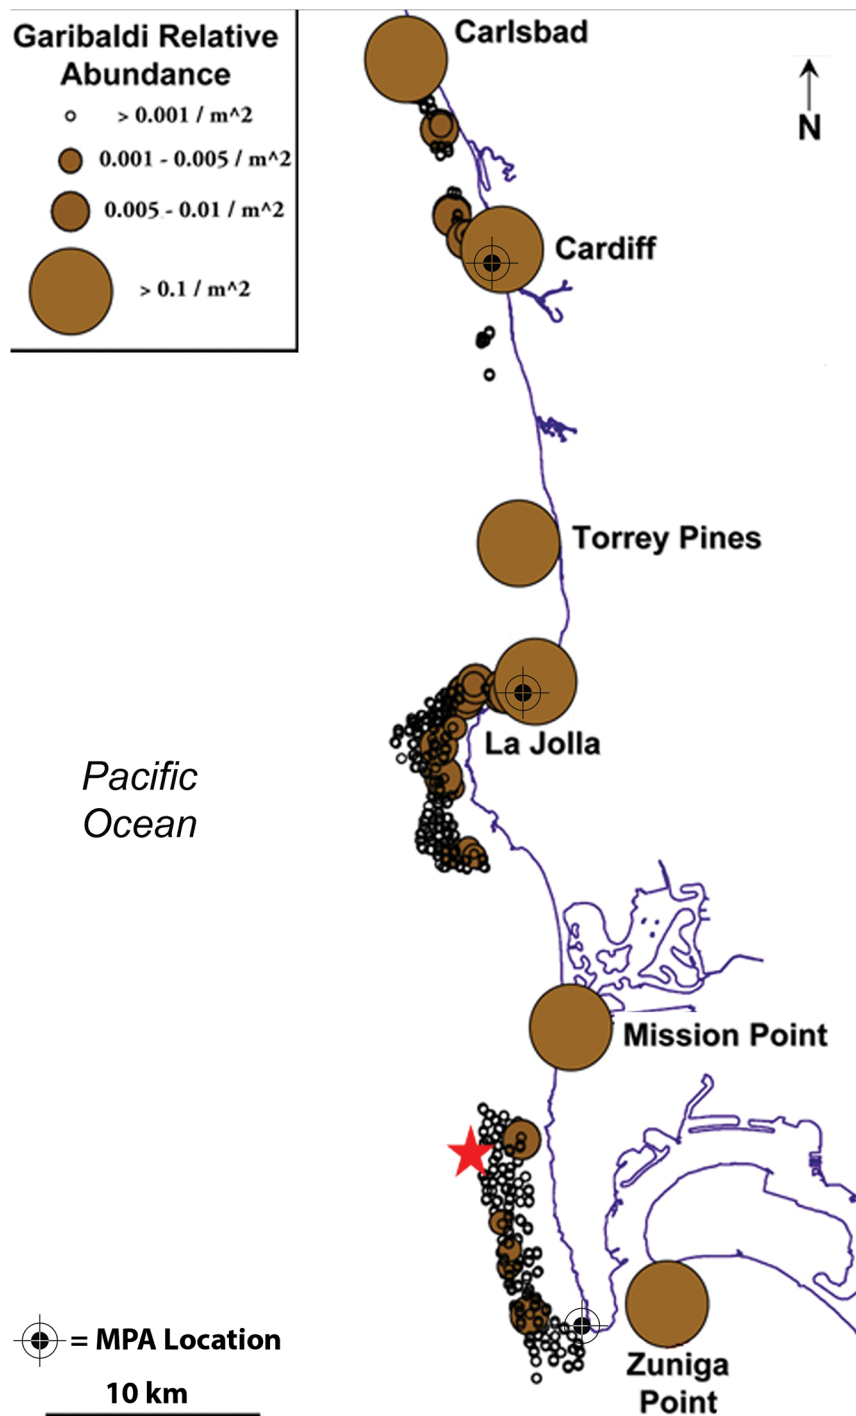 Garibaldi Relative
Abundance
> 0.001 / m^2
0.001 - 0.005 / m^2
0.005 - 0.01 / m^2
> 0.1 / m^2
Carlsbad
N
Cardiff
Torrey Pines
La Jolla
Pacific
Ocean
Mission Point
= MPA Location
10 km
Zuniga
Point